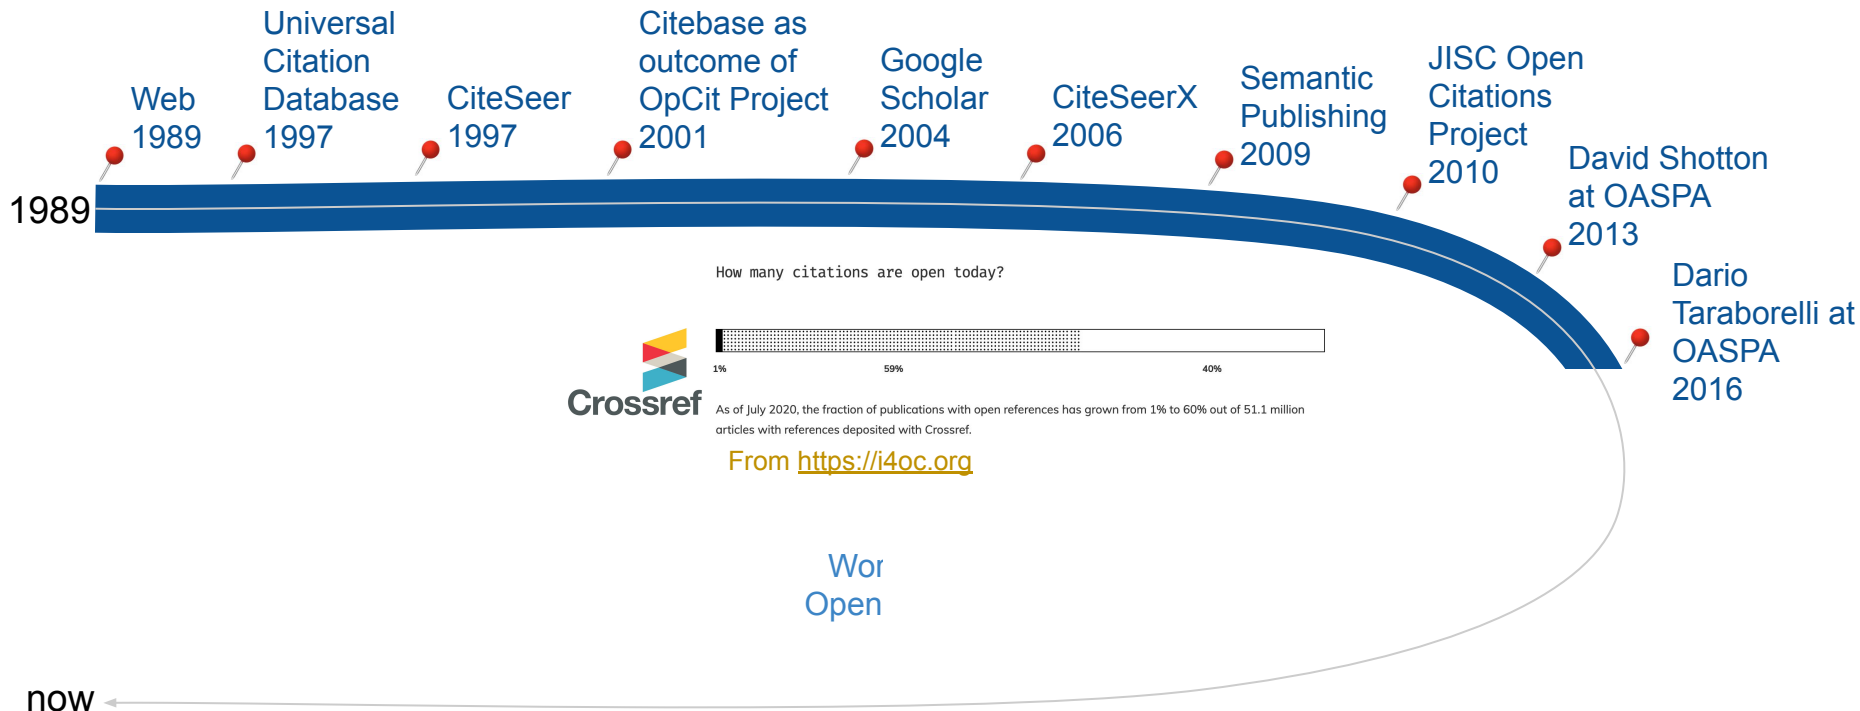 Web
1989
Universal
Citation
Database
1997
CiteSeer
1997
Citebase as
outcome of
OpCit Project
2001
Google
Scholar
2004
CiteSeerX
2006
Semantic
Publishing
2009
JISC Open
Citations
Project
2010
David Shotton
at OASPA
2013
Dario
Taraborelli at
OASPA
2016
1989
How many citations are open today?
1% 59% 40%
Crossref
As of July 2020, the fraction of publications with open references has grown from 1% to 60% out of 51.1 million
articles with references deposited with Crossref.
From https://i4oc.org
Open
now